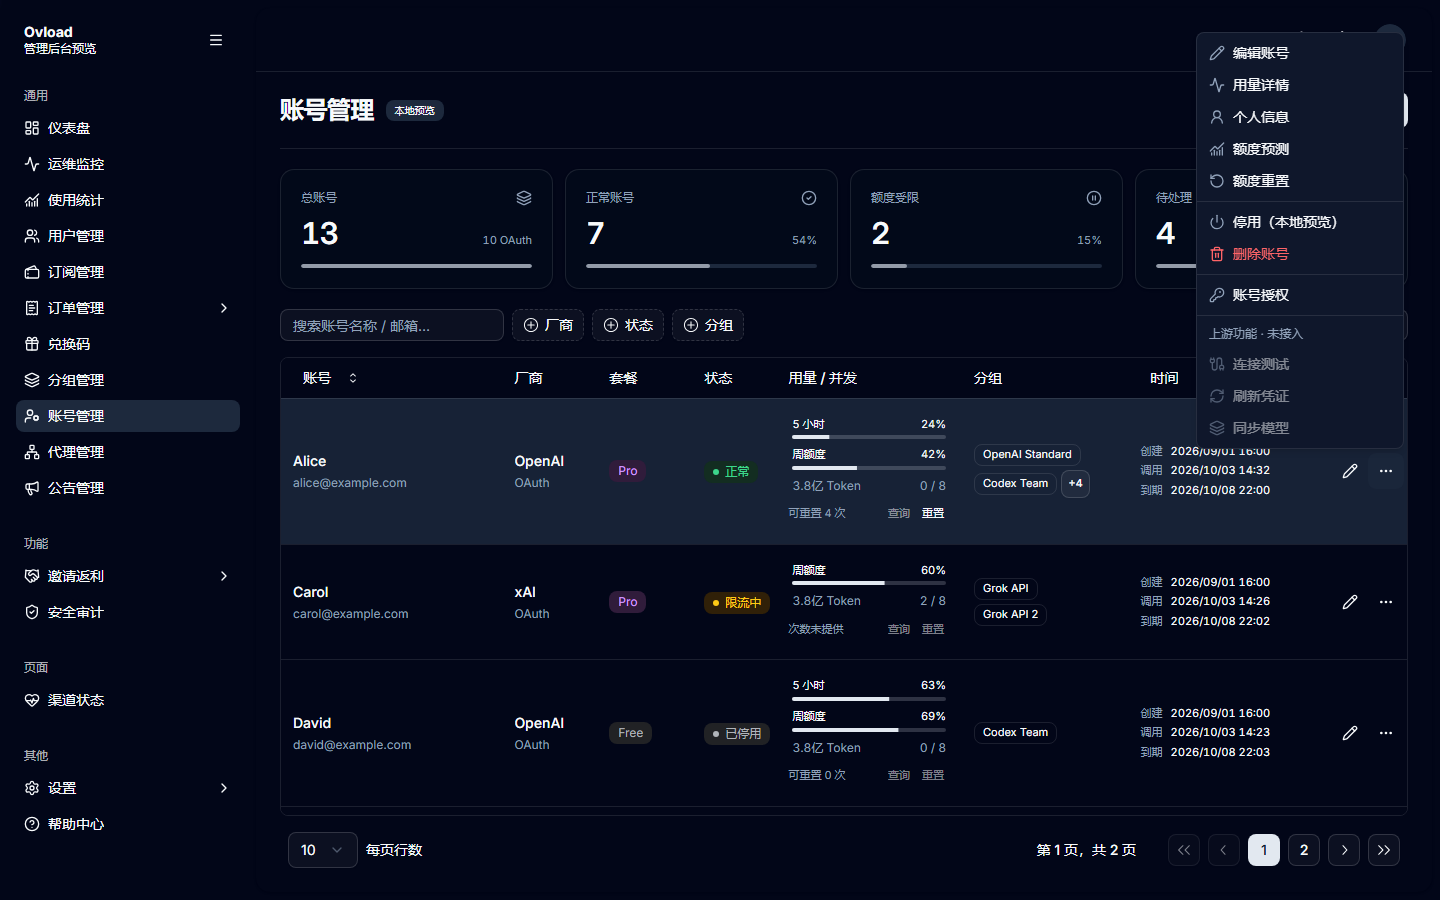 Ovload
管理后台预览
通用
仪表盘
运维监控
使用统计
用户管理
订阅管理
订单管理
兑换码
分组管理
账号管理
代理管理
公告管理
功能
邀请返利
安全审计
页面
渠道状态
其他
设置
帮助中心
账号管理 本地预览
总账号
13
10 OAuth
正常账号
7
54%
额度受限
2
15%
待处理
4
搜索账号名称 / 邮箱...
厂商
状态
分组
账号 厂商 套餐 状态 用量 / 并发 分组 时间
Alice
alice@example.com
OpenAI
OAuth
Pro
正常
5 小时 24%
周额度 42%
3.8亿 Token 0 / 8
可重置 4 次 查询 重置
OpenAI Standard
Codex Team +4
创建 2026/09/01 16:00
调用 2026/10/03 14:32
到期 2026/10/08 22:00
Carol
carol@example.com
xAI
OAuth
Pro
限流中
周额度 60%
3.8亿 Token 2 / 8
次数未提供 查询 重置
Grok API
Grok API 2
创建 2026/09/01 16:00
调用 2026/10/03 14:26
到期 2026/10/08 22:02
David
david@example.com
OpenAI
OAuth
Free
已停用
5 小时 63%
周额度 69%
3.8亿 Token 0 / 8
可重置 0 次 查询 重置
Codex Team
创建 2026/09/01 16:00
调用 2026/10/03 14:23
到期 2026/10/08 22:03
10 每页行数
第 1 页，共 2 页
1 2
编辑账号
用量详情
个人信息
额度预测
额度重置
停用（本地预览）
删除账号
账号授权
上游功能 · 未接入
连接测试
刷新凭证
同步模型